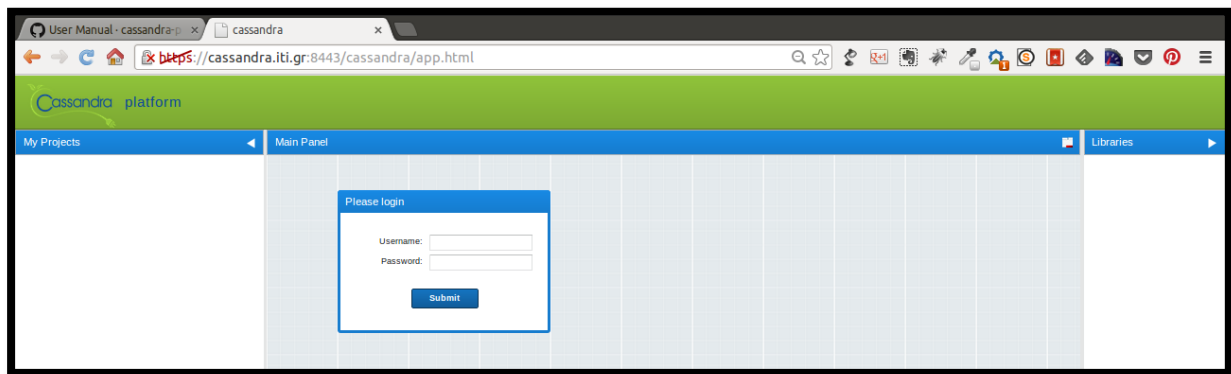 User Manual · cassandra-p
cassandra
https://cassandra.iti.gr:8443/cassandra/app.html
Cassandra platform
My Projects
Main Panel
Libraries
Please login
Username:
Password:
Submit